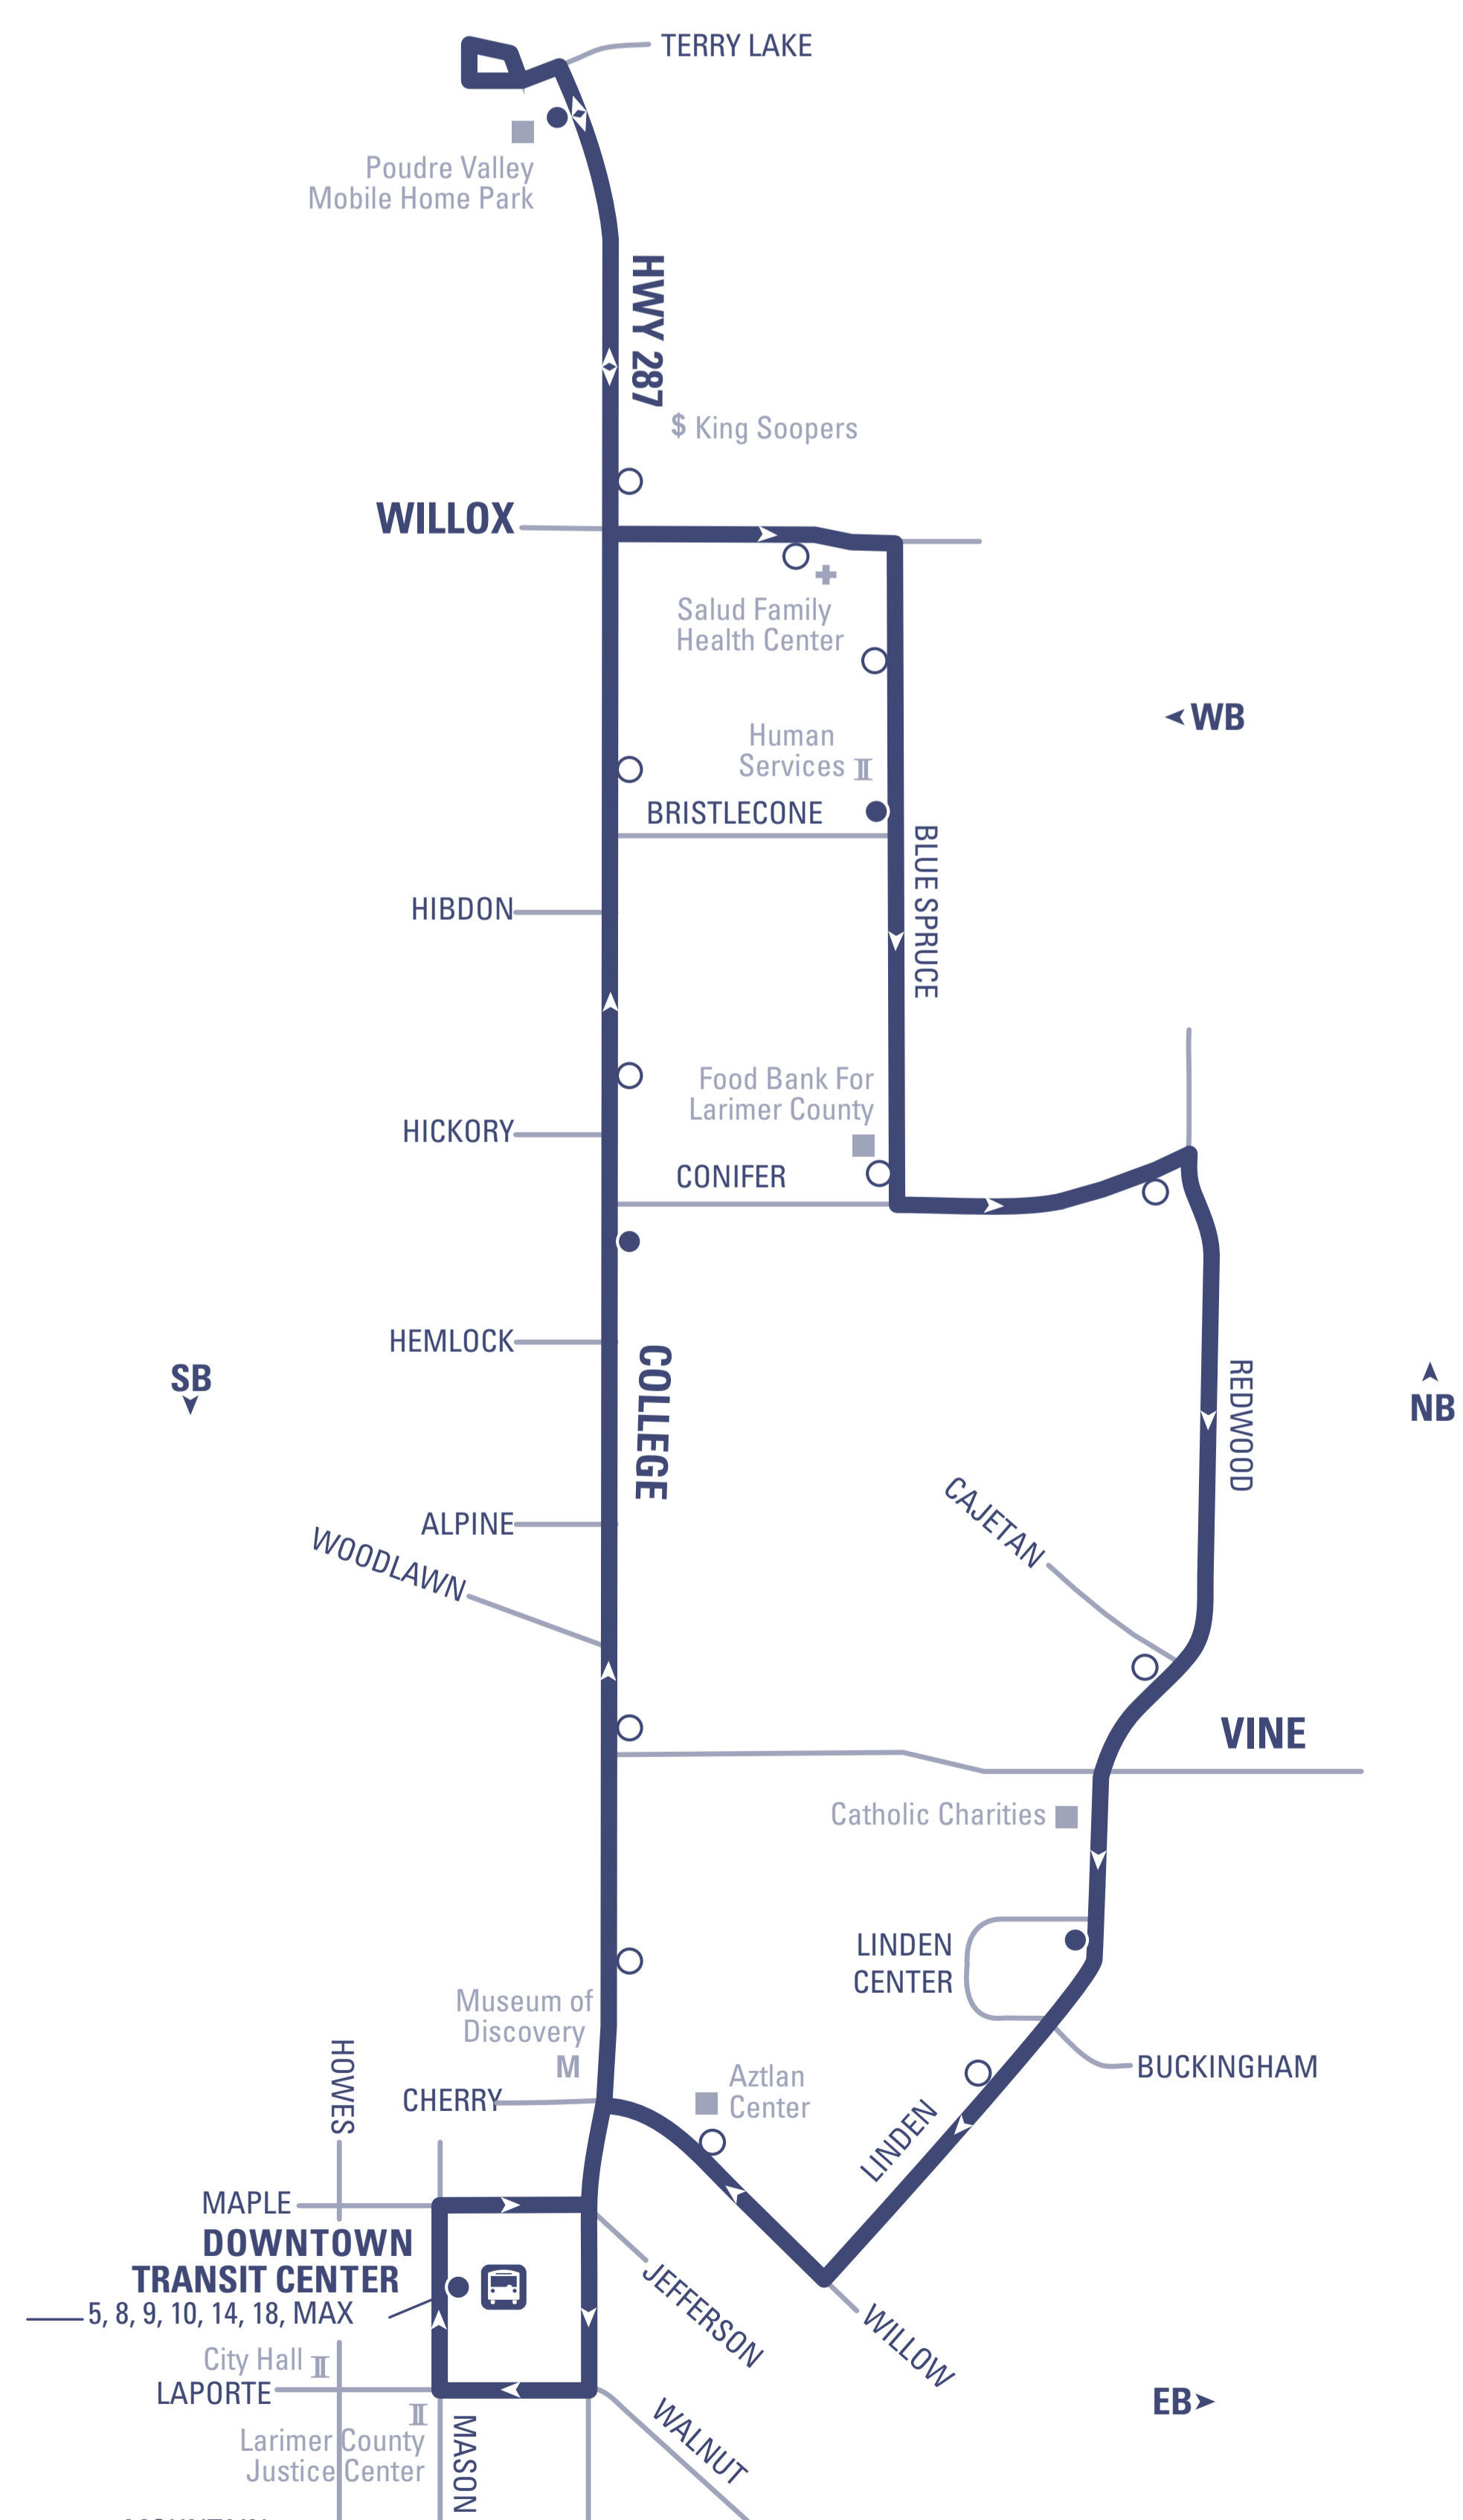 TERRY LAKE
Poudre Valley
Mobile Home Park
HWY 287
$ King Soopers
WILLOX
Salud Family
Health Center
WB
Human
Services
BRISTLECONE
BLUE SPRUCE
HIBDON
Food Bank For
Larimer County
HICKORY
CONIFER
HEMLOCK
COLLEGE
SB
REDWOOD
NB
CAJETAN
ALPINE
WOODLAWN
VINE
Catholic Charities
LINDEN
CENTER
Museum of
Discovery
M
HOWES
CHERRY
Aztlan
Center
BUCKINGHAM
LINDEN
MAPLE
DOWNTOWN
TRANSIT CENTER
5, 8, 9, 10, 14, 18, MAX
JEFFERSON
WILLOW
City Hall
LAPORTE
EB
WALNUT
Larimer County
Justice Center
MASON